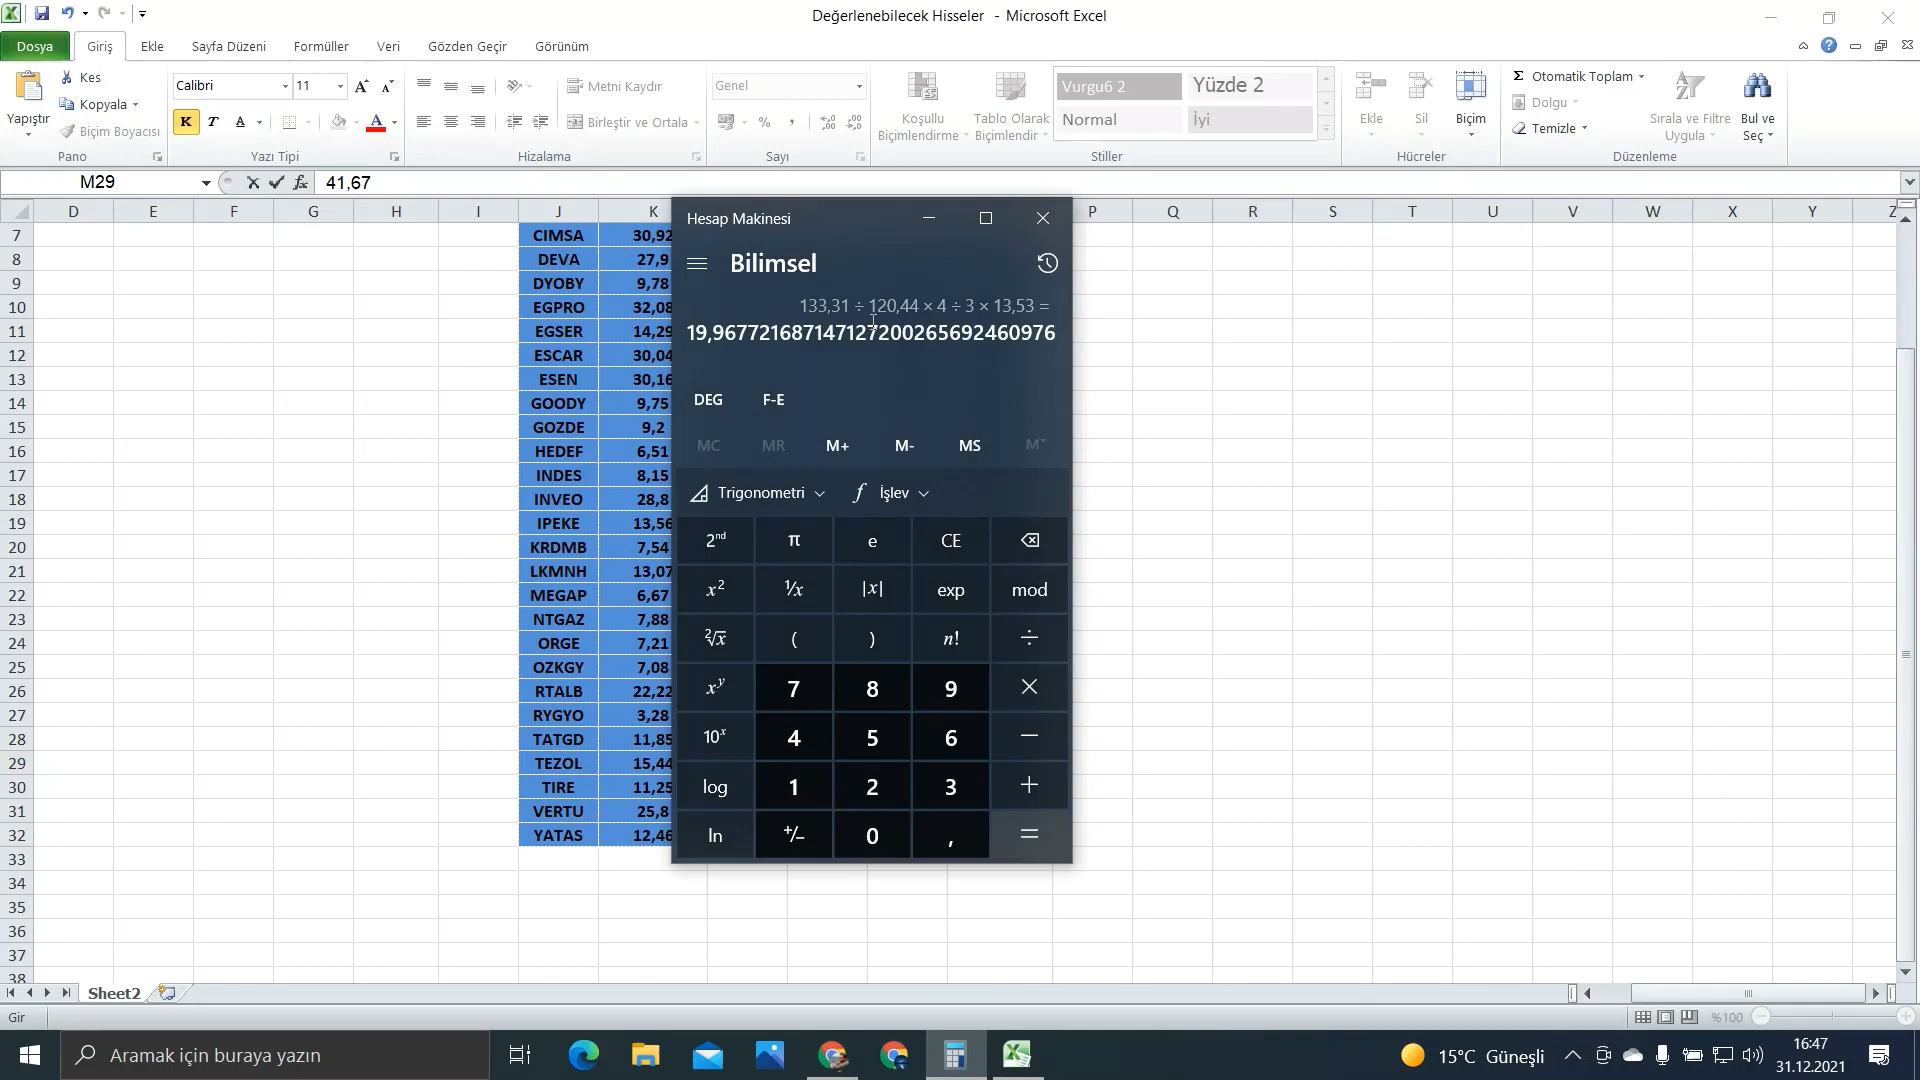 Değerlenebilecek Hisseler - Microsoft Excel
Dosya Giriş Ekle Sayfa Düzeni Formüller Veri Gözden Geçir Görünüm
Yapıştır
Kes
Kopyala
Biçim Boyacısı
Pano
Calibri 11
K T A
A
Yazı Tipi
Metni Kaydır
Birleştir ve Ortala
Hizalama
Genel
%
Sayı
Koşullu Biçimlendirme
Tablo Olarak Biçimlendir
Vurgu6 2 Yüzde 2
Normal İyi
Stiller
Ekle Sil Biçim
Hücreler
Σ Otomatik Toplam
Dolgu
Temizle
Sırala ve Filtre Uygula
Bul ve Seç
Düzenleme
M29 fx 41,67
D E F G H I J K P Q R S T U V W X Y Z
7 CIMSA 30,92
8 DEVA 27,9
9 DYOBY 9,78
10 EGPRO 32,08
11 EGSER 14,29
12 ESCAR 30,04
13 ESEN 30,16
14 GOODY 9,75
15 GOZDE 9,2
16 HEDEF 6,51
17 INDES 8,15
18 INVEO 28,8
19 IPEKE 13,56
20 KRDMB 7,54
21 LKMNH 13,07
22 MEGAP 6,67
23 NTGAZ 7,88
24 ORGE 7,21
25 OZKGY 7,08
26 RTALB 22,22
27 RYGYO 3,28
28 TATGD 11,85
29 TEZOL 15,44
30 TIRE 11,25
31 VERTU 25,8
32 YATAS 12,46
33
34
35
36
37
38
Hesap Makinesi
Bilimsel
133,31 ÷ 120,44 × 4 ÷ 3 × 13,53 =
19,967721687147127200265692460976
DEG F-E
MC MR M+ M- MS M˅
Trigonometri f İşlev
2nd π e CE
x² ¹/x |x| exp mod
²√x ( ) n! ÷
xʸ 7 8 9 ×
10ˣ 4 5 6 −
log 1 2 3 +
ln +/− 0 , =
Sheet2
Gir %100
Aramak için buraya yazın
15°C Güneşli
16:47
31.12.2021